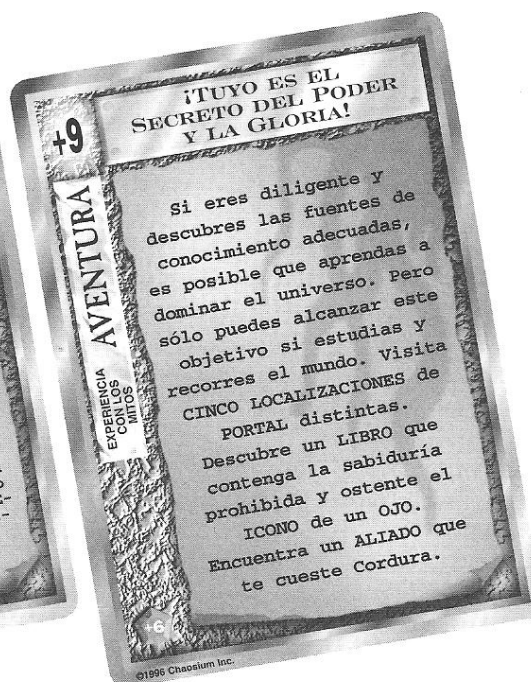 +9
¡TUYO ES EL
SECRETO DEL PODER
Y LA GLORIA!
AVENTURA
EXPERIENCIA
CON LOS
MITOS
Si eres diligente y
descubres las fuentes de
conocimiento adecuadas,
es posible que aprendas a
dominar el universo. Pero
sólo puedes alcanzar este
objetivo si estudias y
recorres el mundo. Visita
CINCO LOCALIZACIONES de
PORTAL distintas.
Descubre un LIBRO que
contenga la sabiduría
prohibida y ostente el
ICONO de un OJO.
Encuentra un ALIADO que
te cueste Cordura.
+6
©1996 Chaosium Inc.